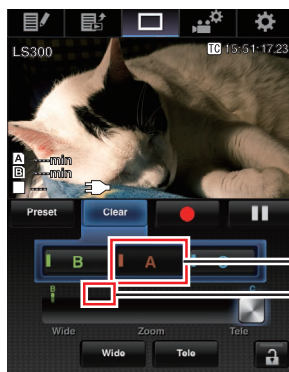 LS300 TC 15:51:17.23
A ----min
B ----min
----
Preset Clear
B A C
B C
Wide Zoom Tele
Wide Tele